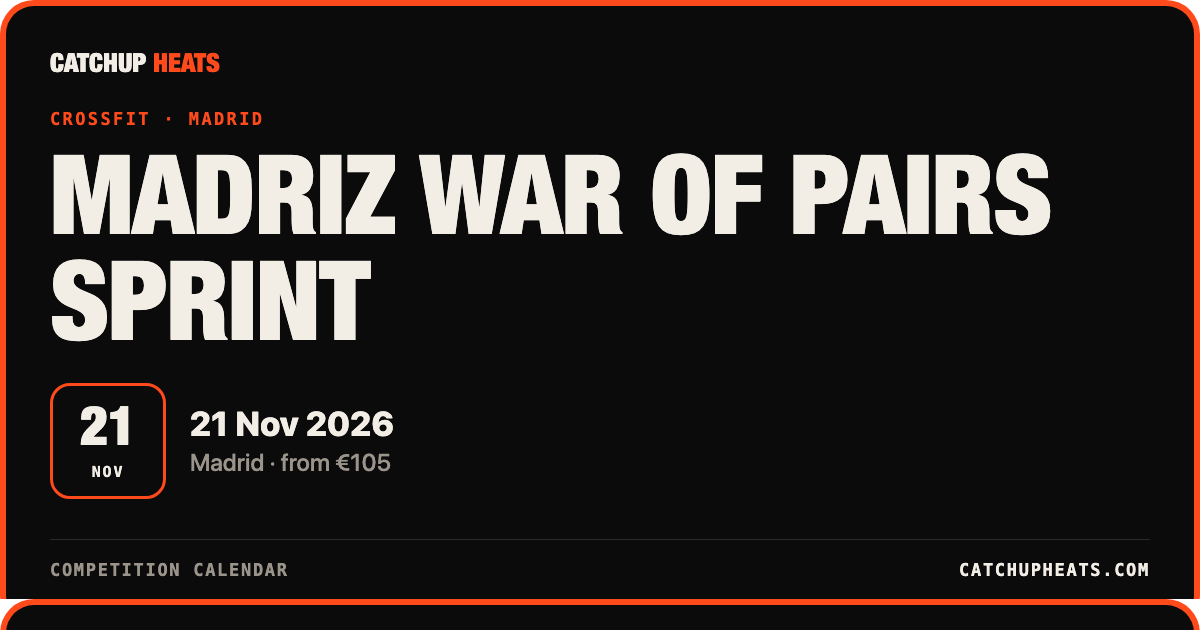 CATCHUP HEATS
CROSSFIT · MADRID
MADRIZ WAR OF PAIRS
SPRINT
21
NOV
21 Nov 2026
Madrid · from €105
COMPETITION CALENDAR
CATCHUPHEATS.COM